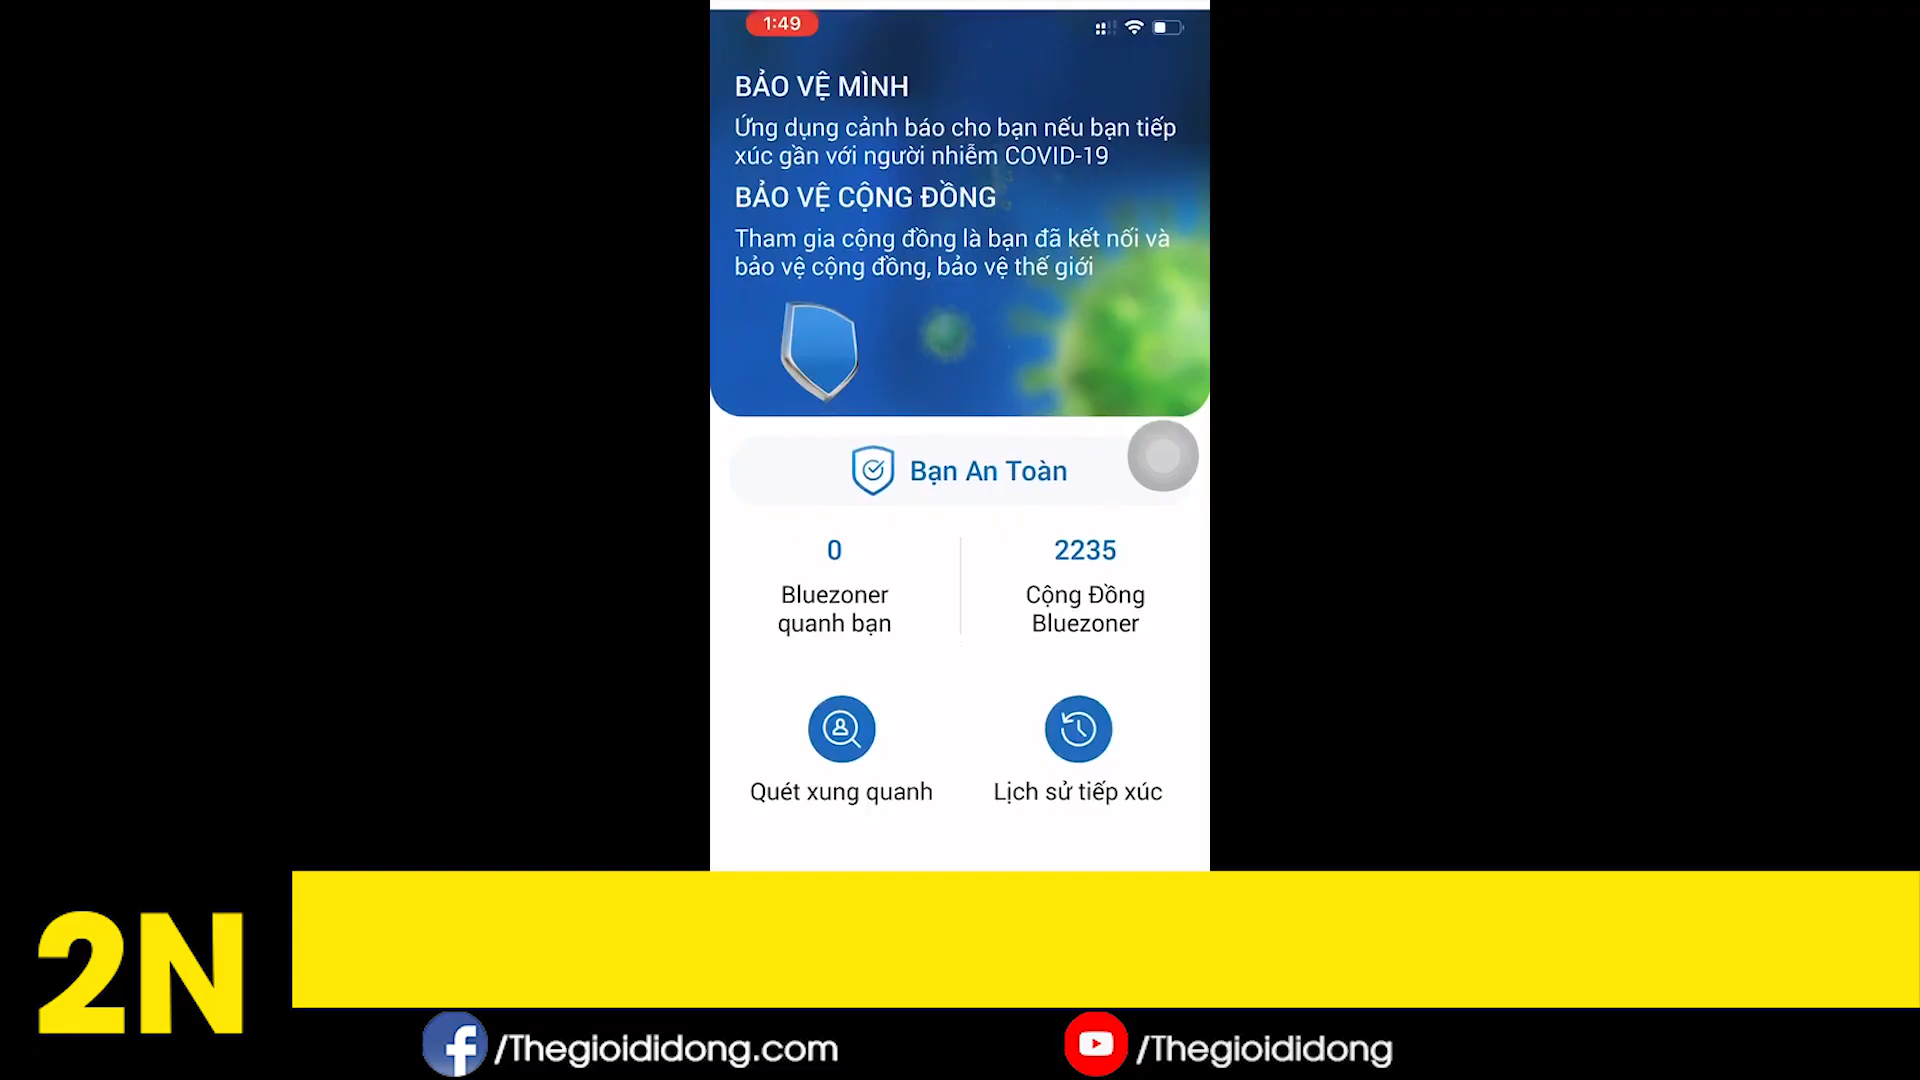 1:49
BẢO VỆ MÌNH
Ứng dụng cảnh báo cho bạn nếu bạn tiếp
xúc gần với người nhiễm COVID-19
BẢO VỆ CỘNG ĐỒNG
Tham gia cộng đồng là bạn đã kết nối và
bảo vệ cộng đồng, bảo vệ thế giới
Bạn An Toàn
0
Bluezoner
quanh bạn
2235
Cộng Đồng
Bluezoner
Quét xung quanh
Lịch sử tiếp xúc
2N
/Thegioididong.com
/Thegioididong